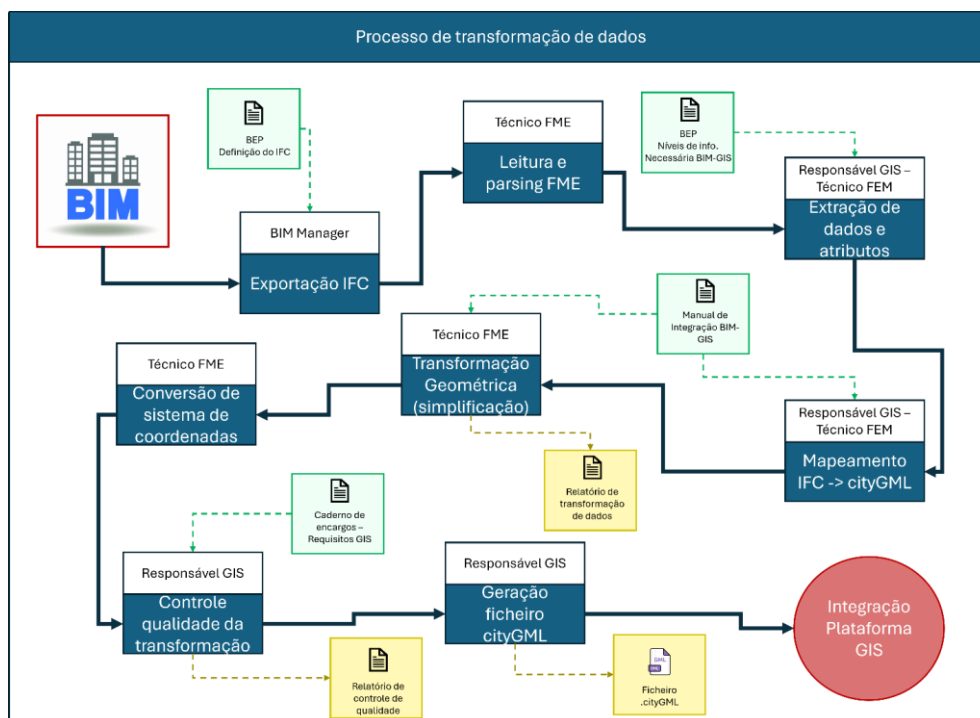 Processo de transformação de dados
BIM
BEP
Definição do IFC
BIM Manager
Exportação IFC
Técnico FME
Leitura e
parsing FME
BEP
Níveis de info.
Necessária BIM-GIS
Responsável GIS –
Técnico FEM
Extração de
dados e
atributos
Manual de
Integração BIM-
GIS
Técnico FME
Conversão de
sistema de
coordenadas
Técnico FME
Transformação
Geométrica
(simplificação)
Responsável GIS –
Técnico FEM
Mapeamento
IFC -> cityGML
Relatório de
transformação
de dados
Caderno de
encargos –
Requisitos GIS
Responsável GIS
Controle
qualidade da
transformação
Responsável GIS
Geração
ficheiro
cityGML
Integração
Plataforma
GIS
Relatório de
controle de
qualidade
GML
Ficheiro
.cityGML